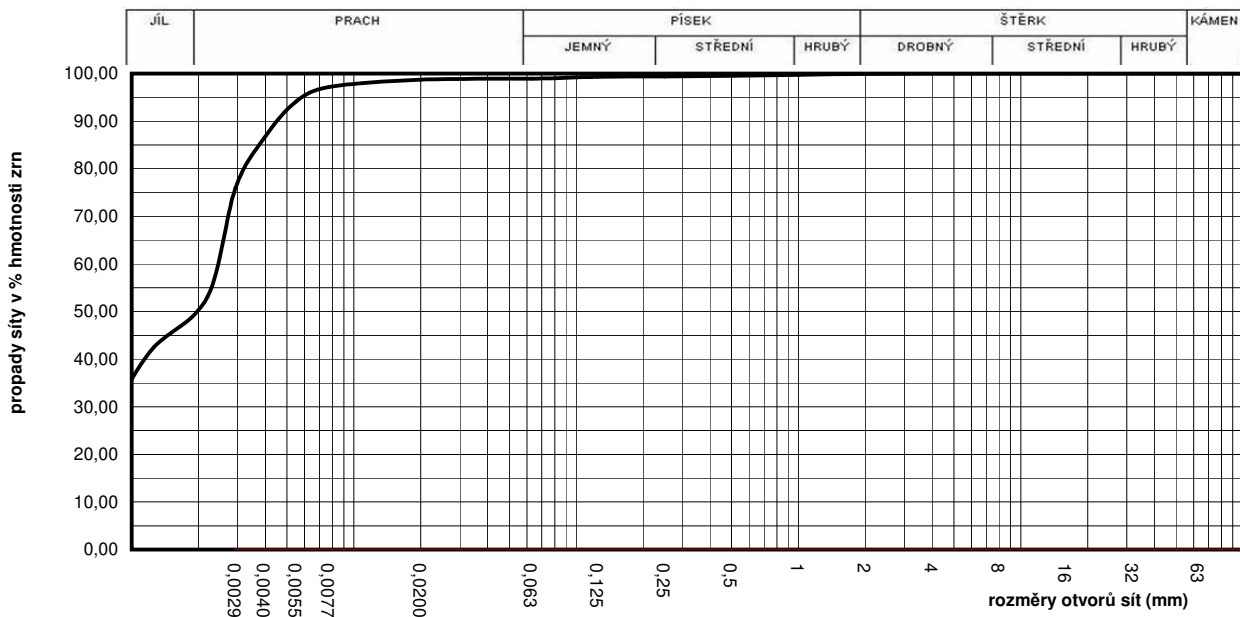 JÍL PRACH PÍSEK ŠTĚRK KÁMEN
JEMNÝ STŘEDNÍ HRUBÝ DROBNÝ STŘEDNÍ HRUBÝ
100,00
90,00
80,00
70,00
60,00
50,00
40,00
30,00
20,00
10,00
0,00
propady síty v % hmotnosti zrn
0,0029 0,0040 0,0055 0,0077 0,0200 0,063 0,125 0,25 0,5 1 2 4 8 16 32 63
rozměry otvorů sít (mm)